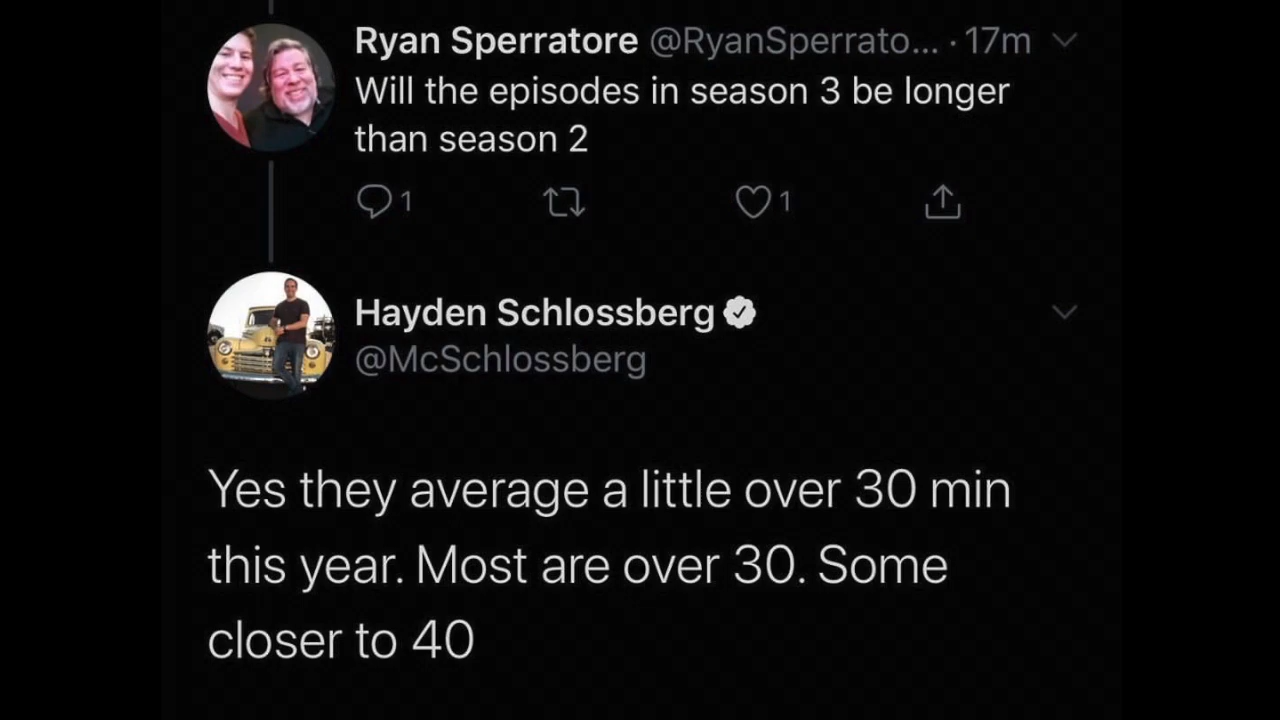 Ryan Sperratore @RyanSperrato... · 17m
Will the episodes in season 3 be longer
than season 2
1 1
Hayden Schlossberg
@McSchlossberg
Yes they average a little over 30 min
this year. Most are over 30. Some
closer to 40